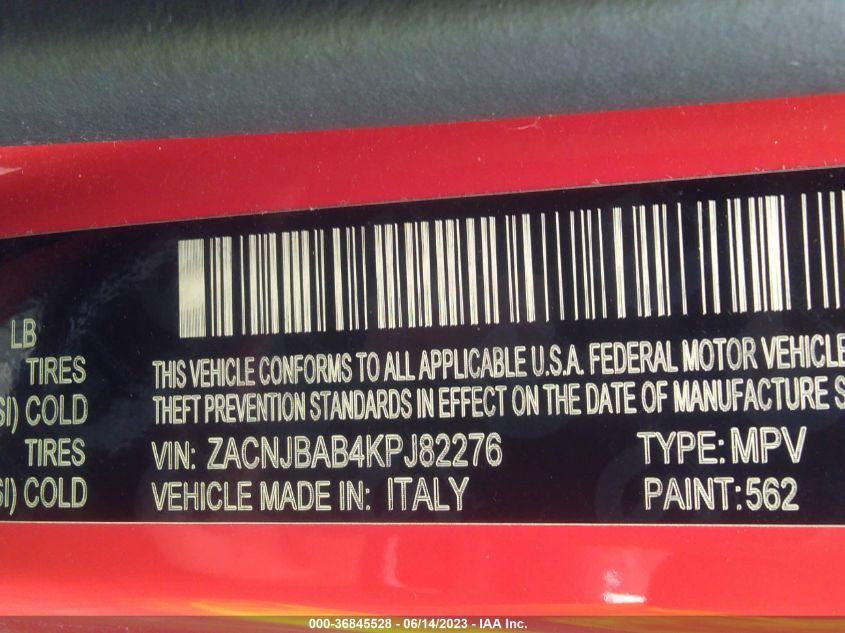 LB
TIRES
SI) COLD
TIRES
SI) COLD
THIS VEHICLE CONFORMS TO ALL APPLICABLE U.S.A. FEDERAL MOTOR VEHICLE
THEFT PREVENTION STANDARDS IN EFFECT ON THE DATE OF MANUFACTURE S
VIN: ZACNJBAB4KPJ82276 TYPE: MPV
VEHICLE MADE IN: ITALY PAINT: 562
000-36845528 - 06/14/2023 - IAA Inc.